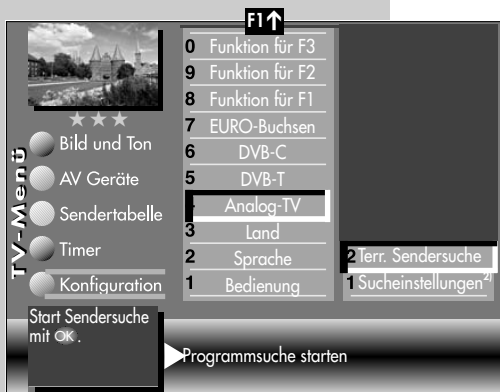 F1↑
0 Funktion für F3
9 Funktion für F2
8 Funktion für F1
7 EURO-Buchsen
6 DVB-C
5 DVB-T
4 Analog-TV
3 Land
2 Sprache
1 Bedienung
TV-Menü
Bild und Ton
AV Geräte
Sendertabelle
Timer
Konfiguration
2 Terr. Sendersuche
1 Sucheinstellungen²⁾
Start Sendersuche
mit OK.
Programmsuche starten